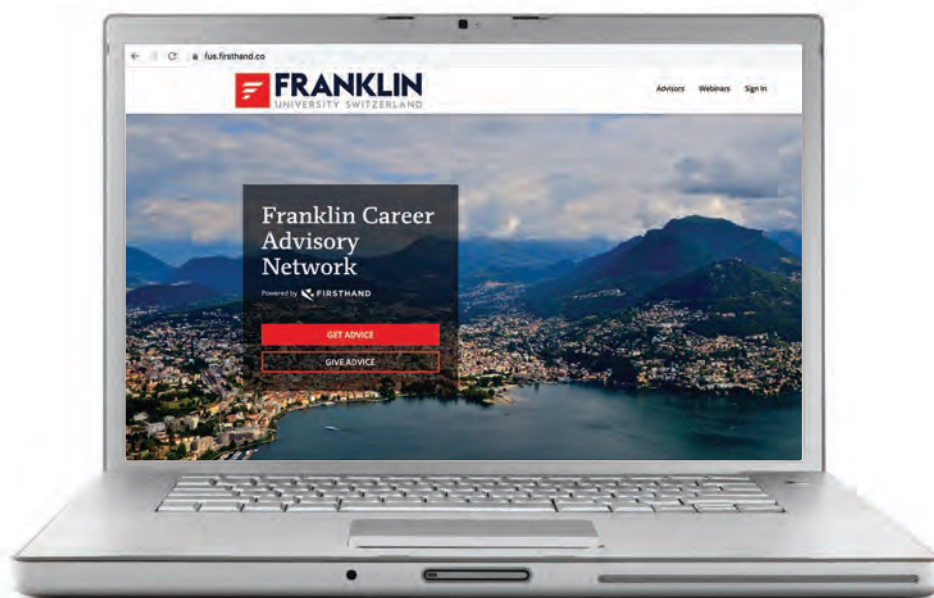 fus.firsthand.co
FRANKLIN
UNIVERSITY SWITZERLAND
Advisors Webinars Sign In
Franklin Career
Advisory
Network
Powered by FIRSTHAND
GET ADVICE
GIVE ADVICE